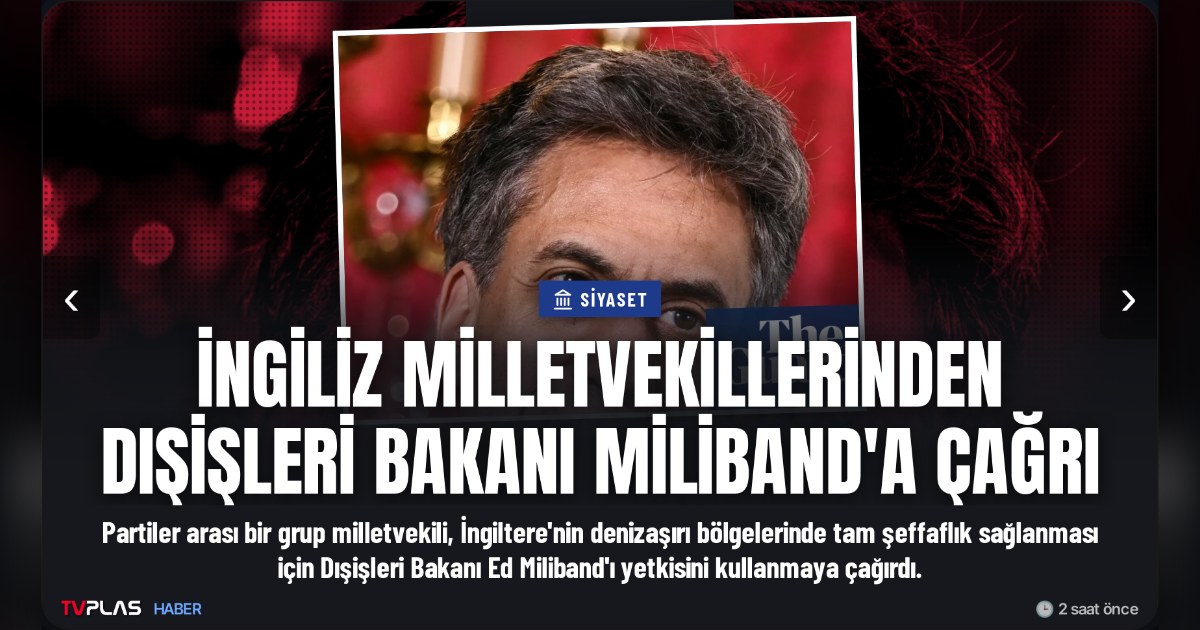 The
SİYASET
İNGİLİZ MİLLETVEKİLLERİNDEN
DIŞİŞLERİ BAKANI MİLİBAND'A ÇAĞRI
Partiler arası bir grup milletvekili, İngiltere'nin denizaşırı bölgelerinde tam şeffaflık sağlanması
için Dışişleri Bakanı Ed Miliband'ı yetkisini kullanmaya çağırdı.
TVPLAS HABER
2 saat önce